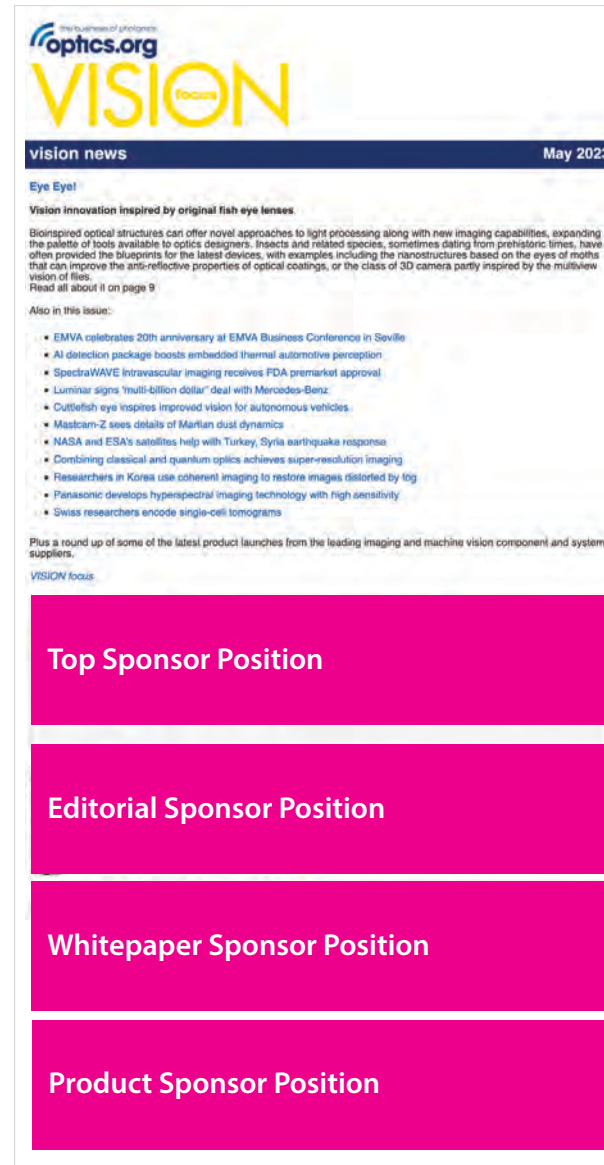 the business of photonics
optics.org
VISION
focus
vision news May 2023
Eye Eye!
Vision innovation inspired by original fish eye lenses.
Bioinspired optical structures can offer novel approaches to light processing along with new imaging capabilities, expanding
the palette of tools available to optics designers. Insects and related species, sometimes dating from prehistoric times, have
often provided the blueprints for the latest devices, with examples including the nanostructures based on the eyes of moths
that can improve the anti-reflective properties of optical coatings, or the class of 3D camera partly inspired by the multiview
vision of flies.
Read all about it on page 9
Also in this issue:
• EMVA celebrates 20th anniversary at EMVA Business Conference in Seville
• AI detection package boosts embedded thermal automotive perception
• SpectraWAVE intravascular imaging receives FDA premarket approval
• Luminar signs 'multi-billion dollar' deal with Mercedes-Benz
• Cuttlefish eye inspires improved vision for autonomous vehicles
• Mastcam-Z sees details of Martian dust dynamics
• NASA and ESA's satellites help with Turkey, Syria earthquake response
• Combining classical and quantum optics achieves super-resolution imaging
• Researchers in Korea use coherent imaging to restore images distorted by fog
• Panasonic develops hyperspectral imaging technology with high sensitivity
• Swiss researchers encode single-cell tomograms
Plus a round up of some of the latest product launches from the leading imaging and machine vision component and system
suppliers.
VISION focus
Top Sponsor Position
Editorial Sponsor Position
Whitepaper Sponsor Position
Product Sponsor Position